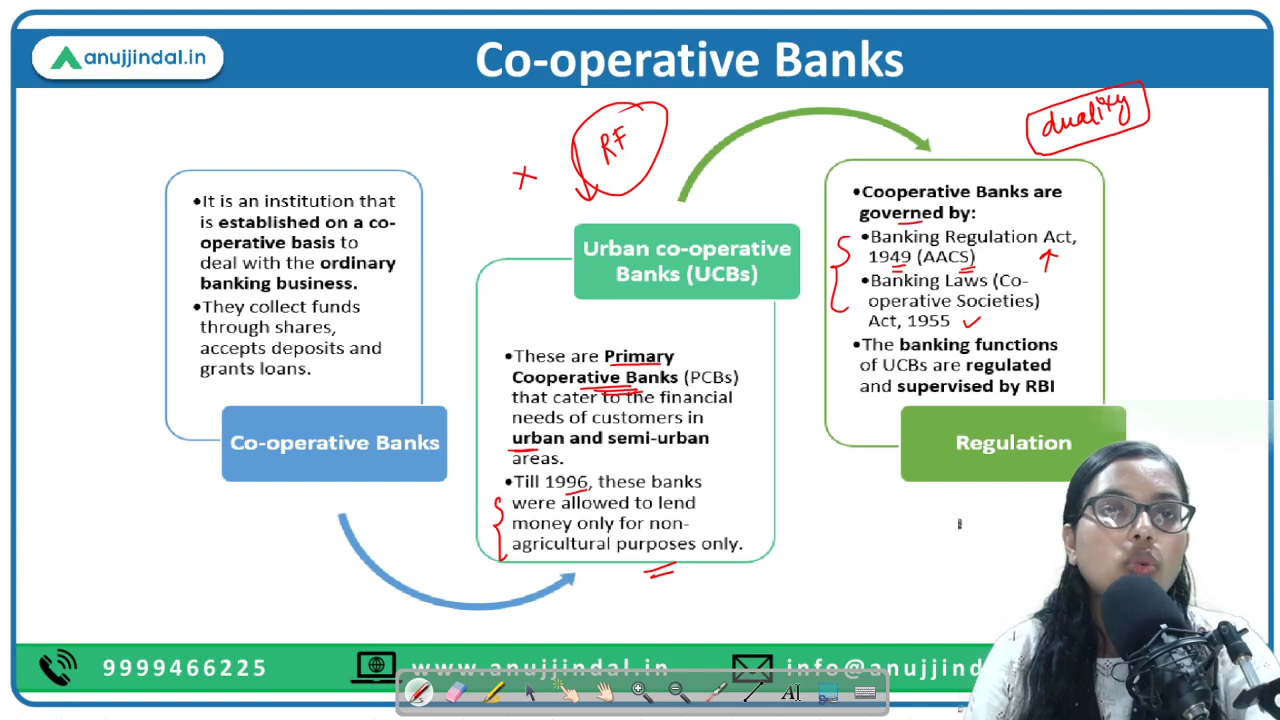 anujjindal.in
Co-operative Banks
duality
RF
•It is an institution that
is established on a co-
operative basis to
deal with the ordinary
banking business.
•They collect funds
through shares,
accepts deposits and
grants loans.
Co-operative Banks
Urban co-operative
Banks (UCBs)
•These are Primary
Cooperative Banks (PCBs)
that cater to the financial
needs of customers in
urban and semi-urban
areas.
•Till 1996, these banks
were allowed to lend
money only for non-
agricultural purposes only.
•Cooperative Banks are
governed by:
•Banking Regulation Act,
1949 (AACS)
•Banking Laws (Co-
operative Societies)
Act, 1955
•The banking functions
of UCBs are regulated
and supervised by RBI
Regulation
9999466225
www.anujjindal.in
info@anujjind
AI